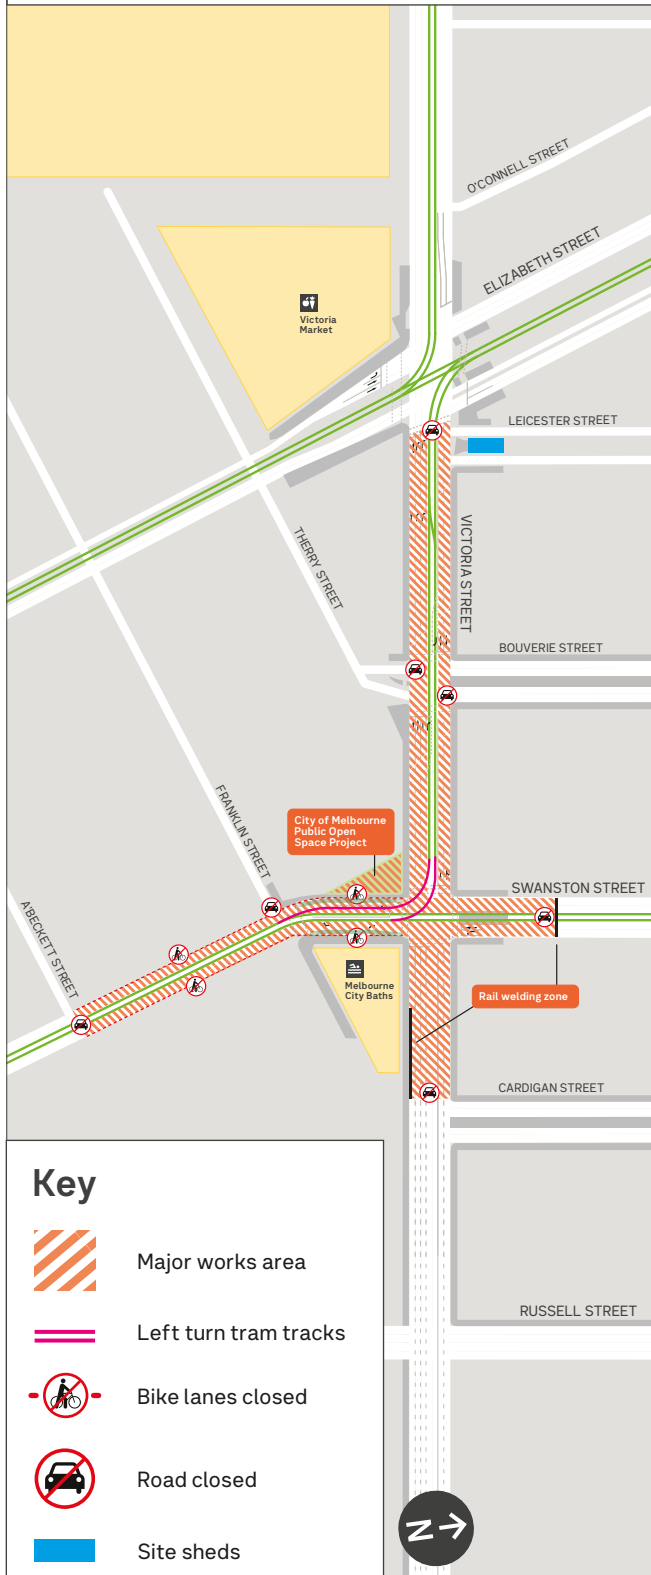 O'CONNELL STREET
ELIZABETH STREET
Victoria
Market
LEICESTER STREET
VICTORIA STREET
THERRY STREET
BOUVERIE STREET
FRANKLIN STREET
City of Melbourne
Public Open
Space Project
SWANSTON STREET
A'BECKETT STREET
Melbourne
City Baths
Rail welding zone
CARDIGAN STREET
Key
Major works area
Left turn tram tracks
Bike lanes closed
Road closed
Site sheds
RUSSELL STREET
N